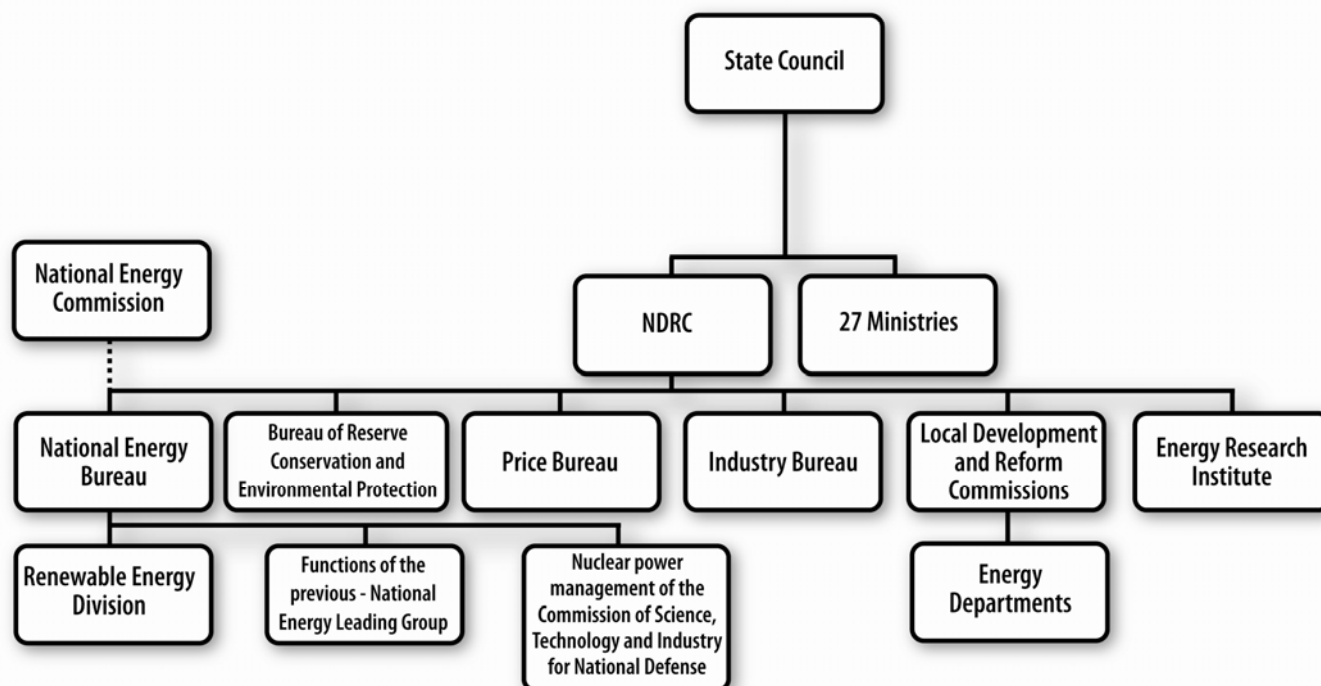 State Council
National Energy
Commission
NDRC
27 Ministries
National Energy
Bureau
Bureau of Reserve
Conservation and
Environmental Protection
Price Bureau
Industry Bureau
Local Development
and Reform
Commissions
Energy Research
Institute
Renewable Energy
Division
Functions of the
previous - National
Energy Leading Group
Nuclear power
management of the
Commission of Science,
Technology and Industry
for National Defense
Energy
Departments